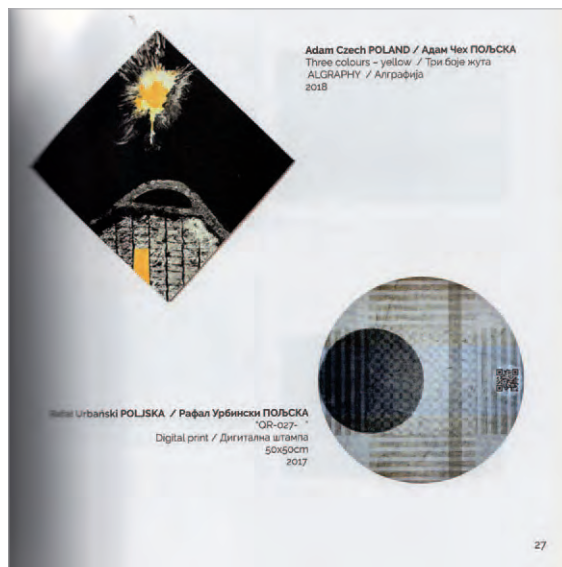 Adam Czech POLAND / Адам Чех ПОЉСКА
Three colours – yellow / Три боје жута
ALGRAPHY / Алграфија
2018
Urbański POLJSKA / Рафал Урбински ПОЉСКА
"QR-027- "
Digital print / Дигитална штампа
50x50cm
2017
27